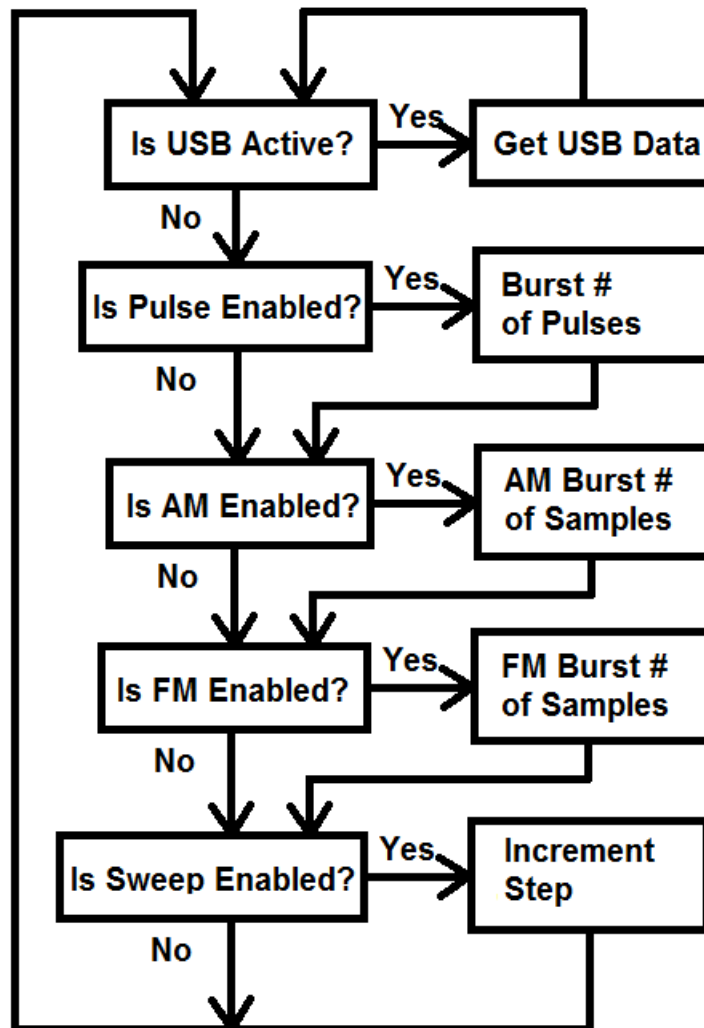 Is USB Active?
Yes
Get USB Data
No
Is Pulse Enabled?
Yes
Burst #
of Pulses
No
Is AM Enabled?
Yes
AM Burst #
of Samples
No
Is FM Enabled?
Yes
FM Burst #
of Samples
No
Is Sweep Enabled?
Yes
Increment
Step
No